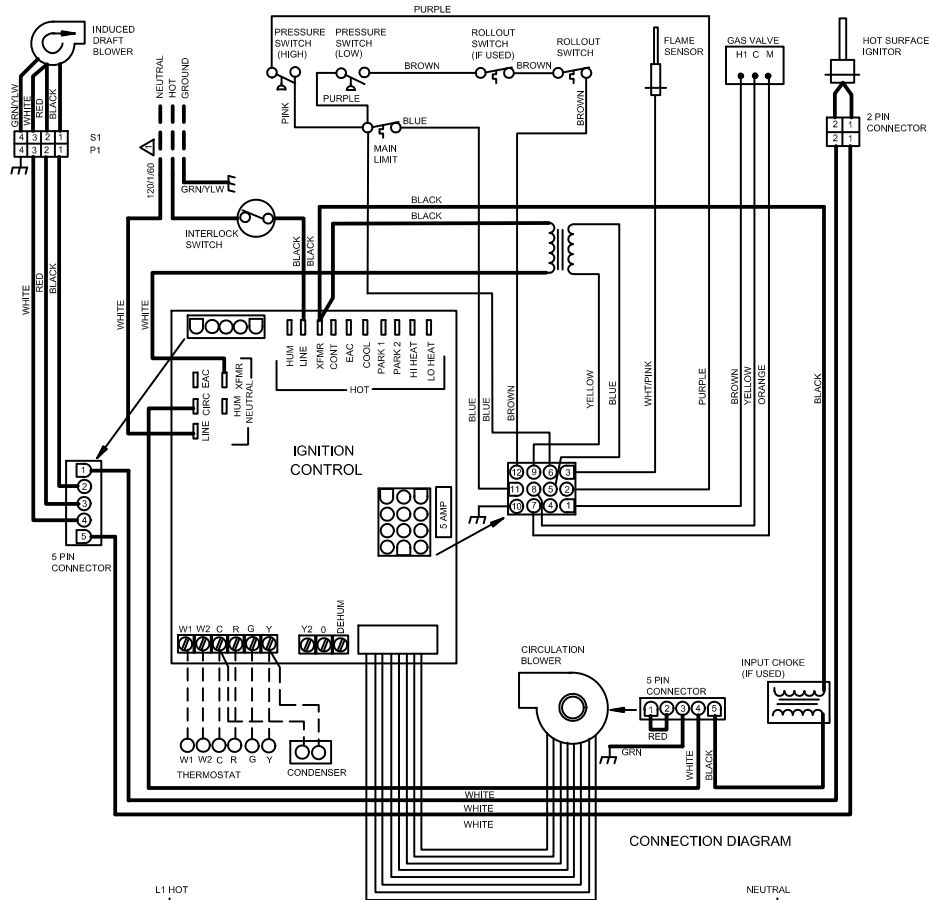 PURPLE
INDUCED
DRAFT
BLOWER
NEUTRAL
HOT
GROUND
PRESSURE
SWITCH
(HIGH)
PRESSURE
SWITCH
(LOW)
ROLLOUT
SWITCH
(IF USED)
ROLLOUT
SWITCH
FLAME
SENSOR
GAS VALVE
H1 C M
HOT SURFACE
IGNITOR
BROWN
BROWN
GRN/YLW
WHITE
RED
BLACK
PURPLE
PINK
BLUE
BROWN
MAIN
LIMIT
4 3 2 1
S1
4 3 2 1
P1
2 1
2 1
2 PIN
CONNECTOR
120/1/60
GRN/YLW
INTERLOCK
SWITCH
BLACK
BLACK
BLACK
BLACK
WHITE
RED
BLACK
WHITE
WHITE
HUM
LINE
XFMR
CONT
EAC
COOL
PARK 1
PARK 2
HI HEAT
LO HEAT
HOT
EAC
XFMR
CIRC
HUM
NEUTRAL
LINE
BLUE
BLUE
BROWN
YELLOW
BLUE
WHT/PINK
PURPLE
BROWN
YELLOW
ORANGE
BLACK
IGNITION
CONTROL
5 AMP
12 9 6 3
11 8 5 2
10 7 4 1
1
2
3
4
5
5 PIN
CONNECTOR
W1 W2 C R G Y
Y2 0 DEHUM
W1 W2 C R G Y
THERMOSTAT
CONDENSER
CIRCULATION
BLOWER
5 PIN
CONNECTOR
1 2 3 4 5
RED
GRN
WHITE
BLACK
INPUT CHOKE
(IF USED)
WHITE
WHITE
WHITE
CONNECTION DIAGRAM
L1 HOT
NEUTRAL